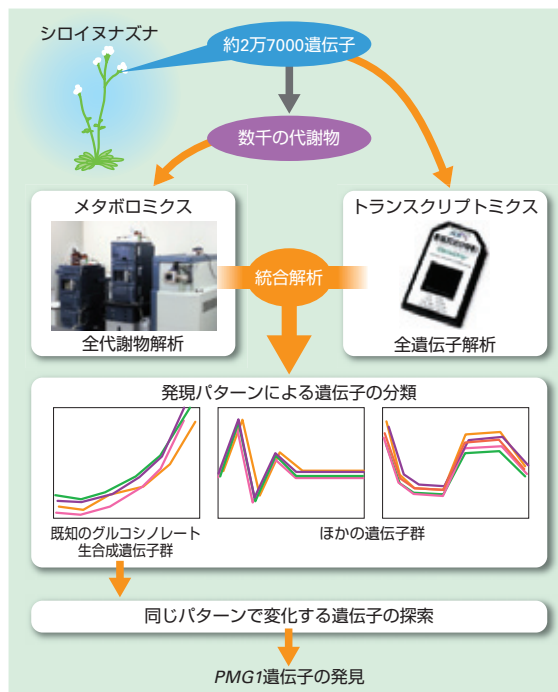 シロイヌナズナ
約2万7000遺伝子
数千の代謝物
メタボロミクス
トランスクリプトミクス
統合解析
全代謝物解析
全遺伝子解析
発現パターンによる遺伝子の分類
既知のグルコシノレート
生合成遺伝子群
ほかの遺伝子群
同じパターンで変化する遺伝子の探索
PMG1遺伝子の発見